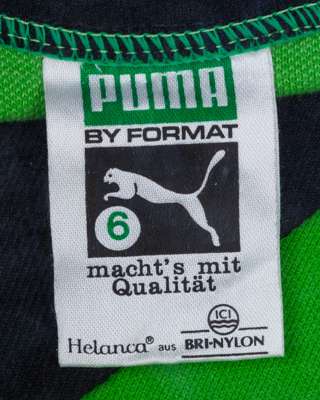 PUMA
BY FORMAT
6
macht's mit
Qualität
ICI
Helanca® aus BRI-NYLON